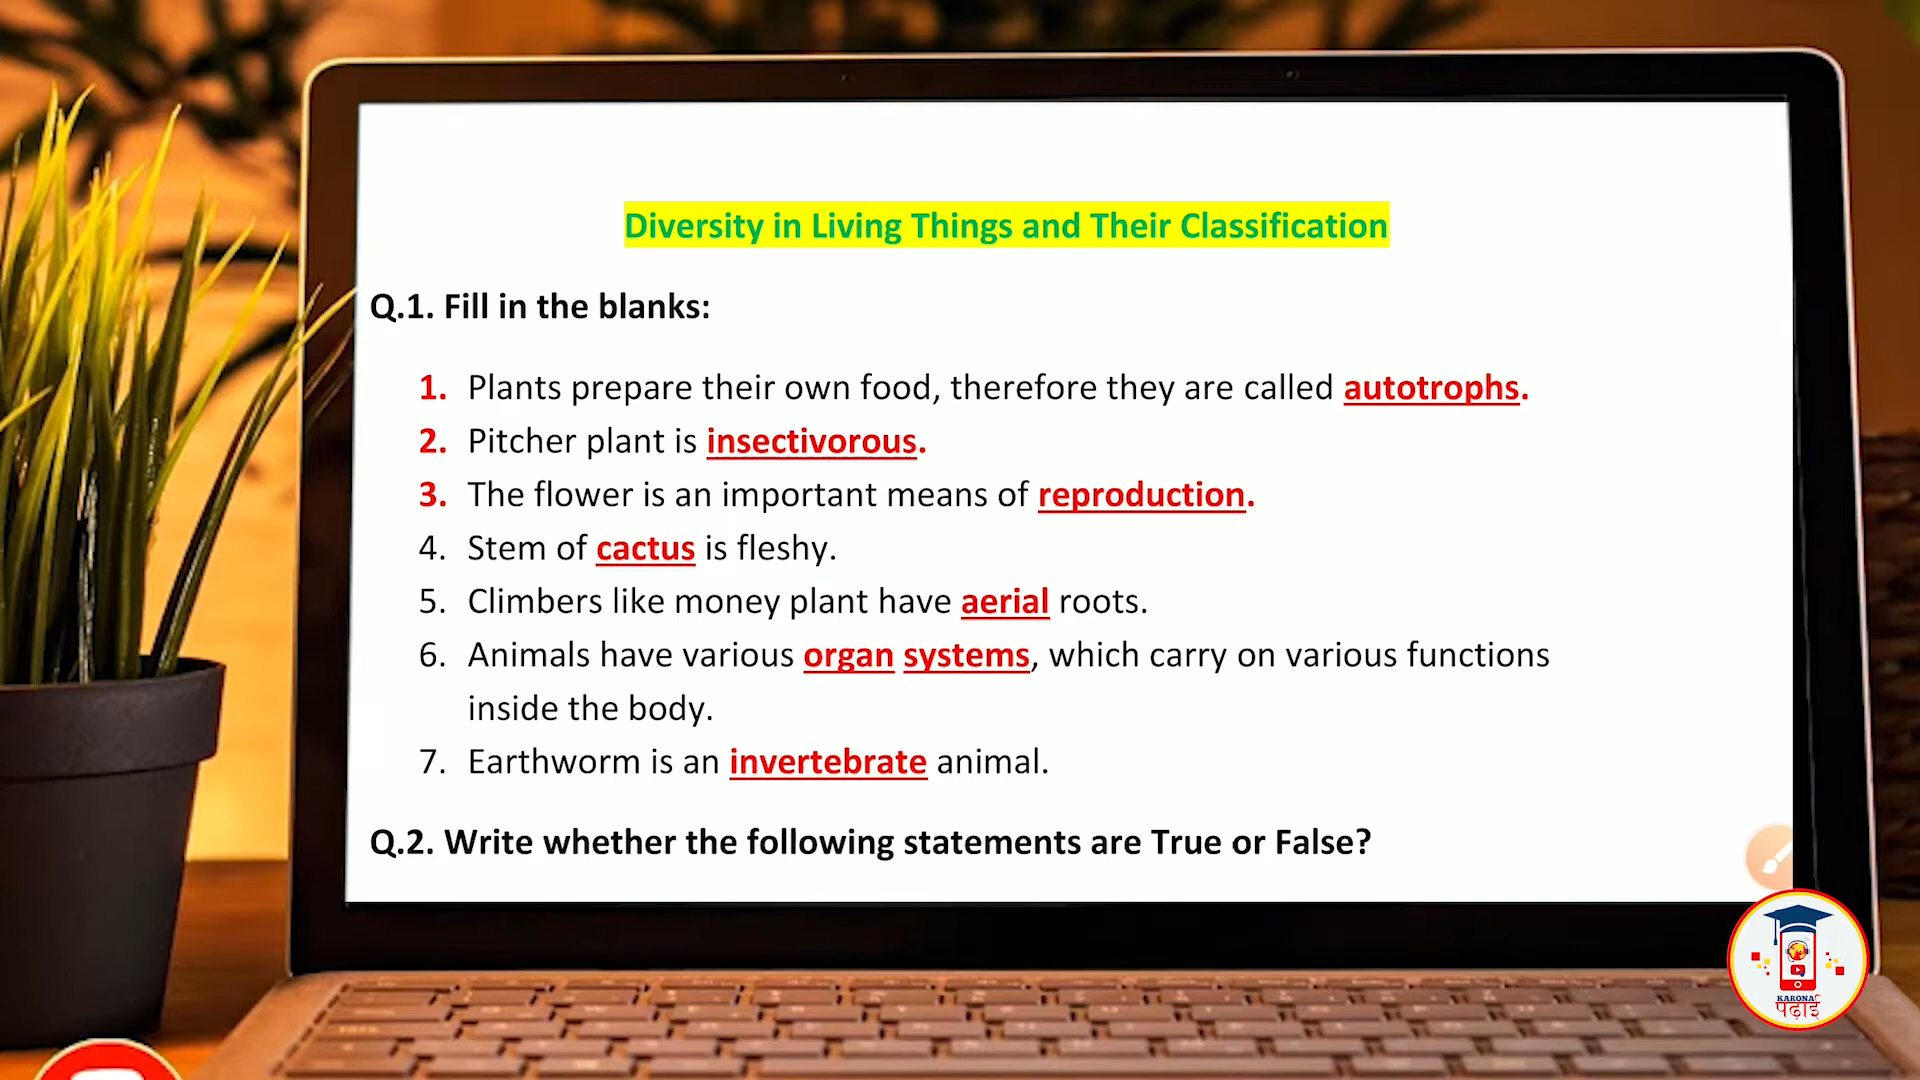 Diversity in Living Things and Their Classification
Q.1. Fill in the blanks:
1. Plants prepare their own food, therefore they are called autotrophs.
2. Pitcher plant is insectivorous.
3. The flower is an important means of reproduction.
4. Stem of cactus is fleshy.
5. Climbers like money plant have aerial roots.
6. Animals have various organ systems, which carry on various functions
inside the body.
7. Earthworm is an invertebrate animal.
Q.2. Write whether the following statements are True or False?
KARONA
पढ़ाई